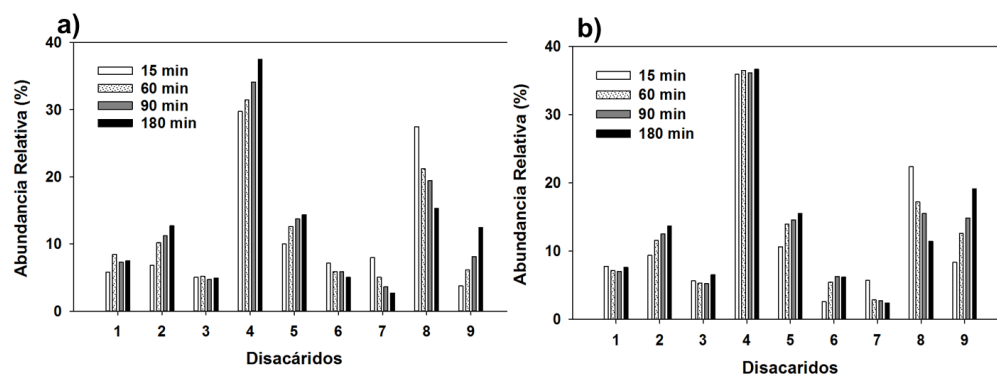 a)
Abundancia Relativa (%)
40
30
20
10
0
15 min
60 min
90 min
180 min
1 2 3 4 5 6 7 8 9
Disacáridos
b)
Abundancia Relativa (%)
40
30
20
10
0
15 min
60 min
90 min
180 min
1 2 3 4 5 6 7 8 9
Disacaridos